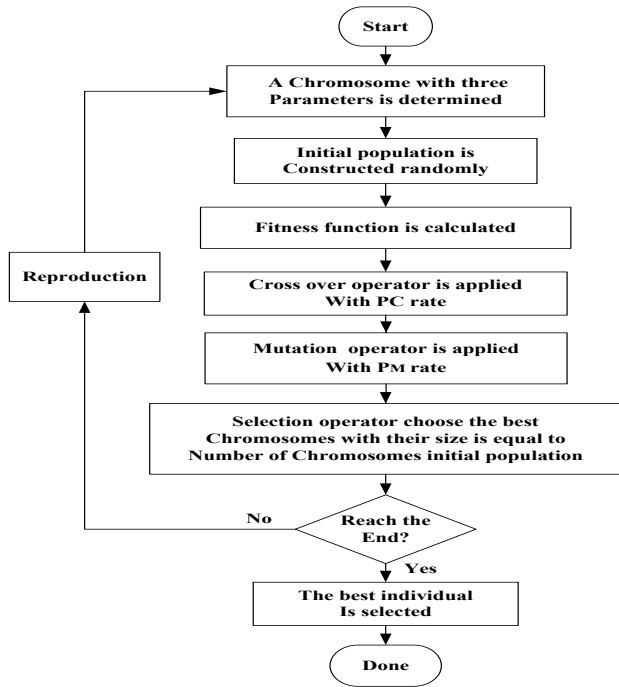 Start
A Chromosome with three
Parameters is determined
Initial population is
Constructed randomly
Fitness function is calculated
Reproduction
Cross over operator is applied
With PC rate
Mutation operator is applied
With PM rate
Selection operator choose the best
Chromosomes with their size is equal to
Number of Chromosomes initial population
No
Reach the
End?
Yes
The best individual
Is selected
Done